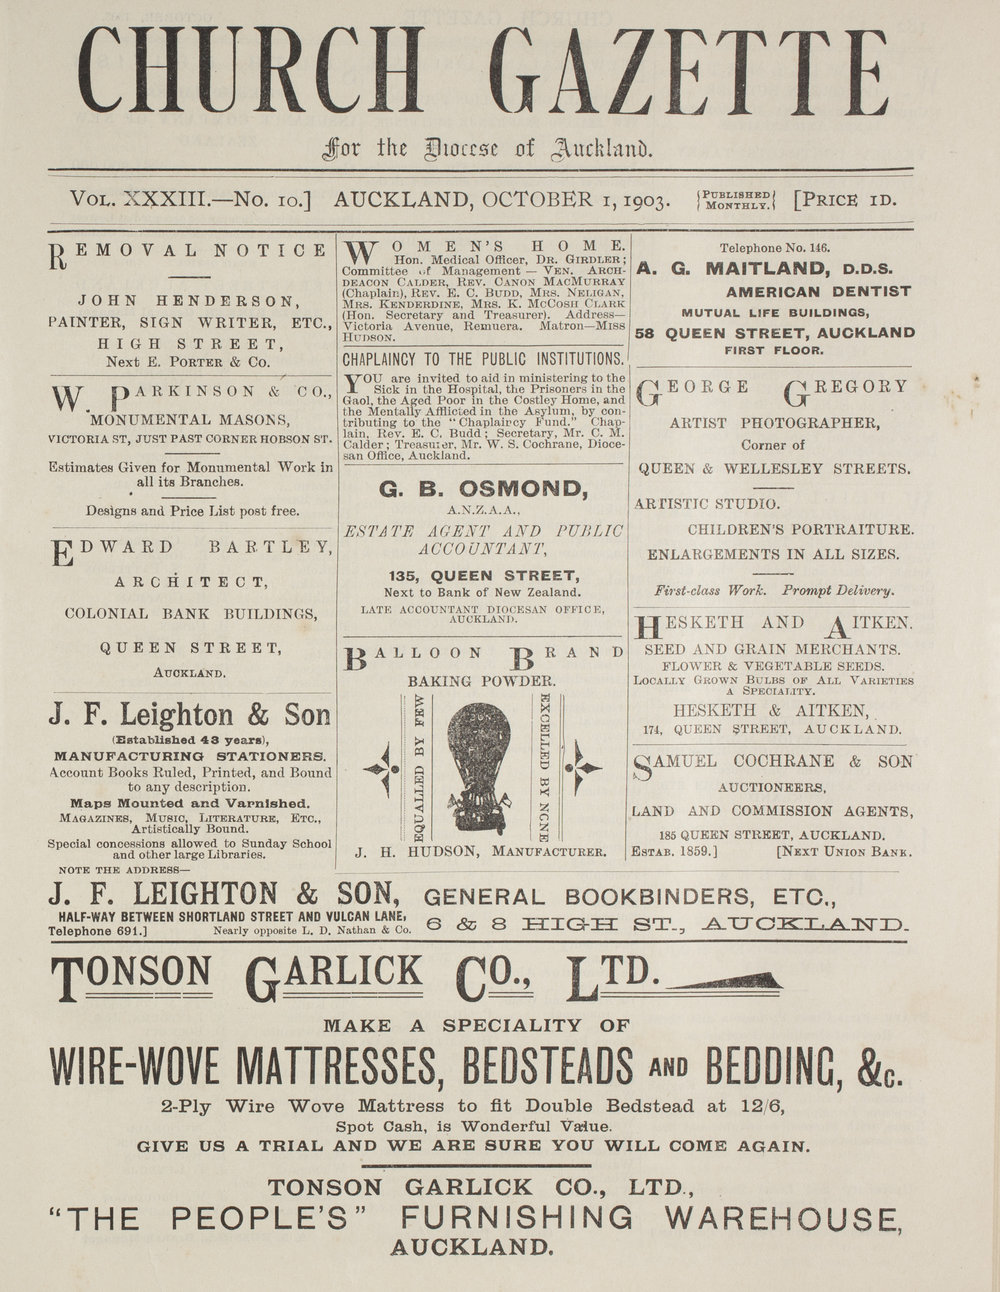 CHURCH GAZETTE
For the Diocese of Auckland.
VOL. XXXIII.—No. 10.] AUCKLAND, OCTOBER 1, 1903. {PUBLISHED MONTHLY.} [PRICE 1D.
REMOVAL NOTICE
JOHN HENDERSON,
PAINTER, SIGN WRITER, ETC.,
HIGH STREET,
Next E. PORTER & Co.
W. PARKINSON & CO.,
MONUMENTAL MASONS,
VICTORIA ST, JUST PAST CORNER HOBSON ST.
Estimates Given for Monumental Work in
all its Branches.
Designs and Price List post free.
EDWARD BARTLEY,
ARCHITECT,
COLONIAL BANK BUILDINGS,
QUEEN STREET,
AUCKLAND.
J. F. Leighton & Son
(Established 43 years),
MANUFACTURING STATIONERS.
Account Books Ruled, Printed, and Bound
to any description.
Maps Mounted and Varnished.
MAGAZINES, MUSIC, LITERATURE, ETC.,
Artistically Bound.
Special concessions allowed to Sunday School
and other large Libraries.
NOTE THE ADDRESS—
WOMEN'S HOME.
Hon. Medical Officer, DR. GIRDLER;
Committee of Management — VEN. ARCH-
DEACON CALDER, REV. CANON MACMURRAY
(Chaplain), REV. E. C. BUDD, MRS. NELIGAN,
MRS. KENDERDINE, MRS. K. MCCOSH CLARK
(Hon. Secretary and Treasurer). Address—
Victoria Avenue, Remuera. Matron—MISS
HUDSON.
CHAPLAINCY TO THE PUBLIC INSTITUTIONS.
YOU are invited to aid in ministering to the
Sick in the Hospital, the Prisoners in the
Gaol, the Aged Poor in the Costley Home, and
the Mentally Afflicted in the Asylum, by con-
tributing to the "Chaplaincy Fund." Chap-
lain, Rev. E. C. Budd; Secretary, Mr. C. M.
Calder; Treasurer, Mr. W. S. Cochrane, Dioce-
san Office, Auckland.
G. B. OSMOND,
A.N.Z.A.A.,
ESTATE AGENT AND PUBLIC
ACCOUNTANT,
135, QUEEN STREET,
Next to Bank of New Zealand.
LATE ACCOUNTANT DIOCESAN OFFICE,
AUCKLAND.
BALLOON BRAND
BAKING POWDER.
EQUALLED BY FEW
EXCELLED BY NONE
J. H. HUDSON, MANUFACTURER.
Telephone No. 146.
A. G. MAITLAND, D.D.S.
AMERICAN DENTIST
MUTUAL LIFE BUILDINGS,
58 QUEEN STREET, AUCKLAND
FIRST FLOOR.
GEORGE GREGORY
ARTIST PHOTOGRAPHER,
Corner of
QUEEN & WELLESLEY STREETS.
ARTISTIC STUDIO.
CHILDREN'S PORTRAITURE.
ENLARGEMENTS IN ALL SIZES.
First-class Work. Prompt Delivery.
HESKETH AND AITKEN.
SEED AND GRAIN MERCHANTS.
FLOWER & VEGETABLE SEEDS.
LOCALLY GROWN BULBS OF ALL VARIETIES
A SPECIALITY.
HESKETH & AITKEN,
174, QUEEN STREET, AUCKLAND.
SAMUEL COCHRANE & SON
AUCTIONEERS,
LAND AND COMMISSION AGENTS,
185 QUEEN STREET, AUCKLAND.
ESTAB. 1859.] [NEXT UNION BANK.
J. F. LEIGHTON & SON, GENERAL BOOKBINDERS, ETC.,
HALF-WAY BETWEEN SHORTLAND STREET AND VULCAN LANE,
Telephone 691.] Nearly opposite L. D. Nathan & Co. 6 & 8 HIGH ST., AUCKLAND.
TONSON GARLICK CO., LTD.
MAKE A SPECIALITY OF
WIRE-WOVE MATTRESSES, BEDSTEADS AND BEDDING, &c.
2-Ply Wire Wove Mattress to fit Double Bedstead at 12/6,
Spot Cash, is Wonderful Value.
GIVE US A TRIAL AND WE ARE SURE YOU WILL COME AGAIN.
TONSON GARLICK CO., LTD.,
"THE PEOPLE'S" FURNISHING WAREHOUSE,
AUCKLAND.